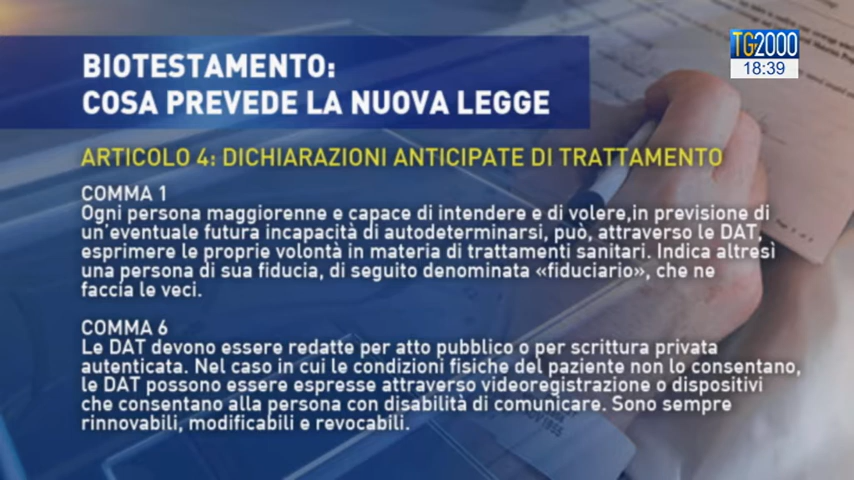 TG2000
18:39
BIOTESTAMENTO:
COSA PREVEDE LA NUOVA LEGGE
ARTICOLO 4: DICHIARAZIONI ANTICIPATE DI TRATTAMENTO
COMMA 1
Ogni persona maggiorenne e capace di intendere e di volere,in previsione di
un'eventuale futura incapacità di autodeterminarsi, può, attraverso le DAT,
esprimere le proprie volontà in materia di trattamenti sanitari. Indica altresì
una persona di sua fiducia, di seguito denominata «fiduciario», che ne
faccia le veci.
COMMA 6
Le DAT devono essere redatte per atto pubblico o per scrittura privata
autenticata. Nel caso in cui le condizioni fisiche del paziente non lo consentano,
le DAT possono essere espresse attraverso videoregistrazione o dispositivi
che consentano alla persona con disabilità di comunicare. Sono sempre
rinnovabili, modificabili e revocabili.